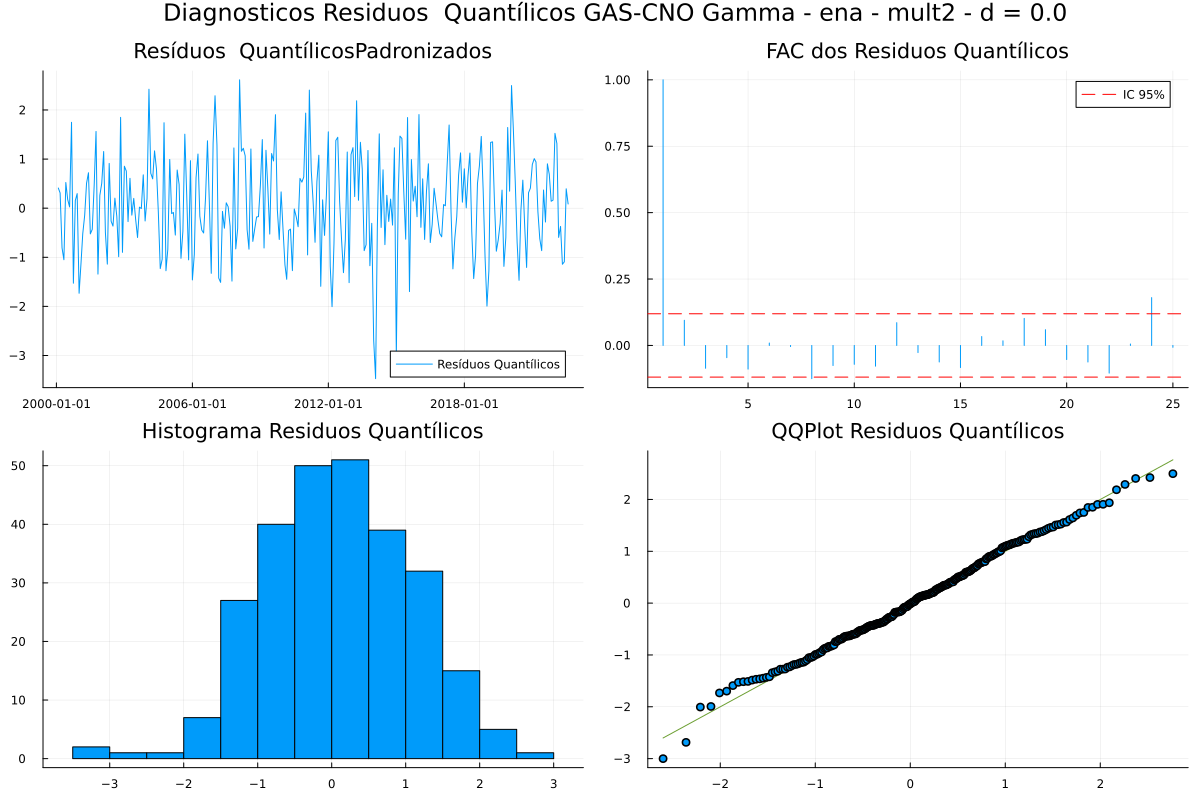 Diagnosticos Residuos  Quantílicos GAS-CNO Gamma - ena - mult2 - d = 0.0
Resíduos  QuantílicosPadronizados
2
1
0
−1
−2
−3
Resíduos Quantílicos
2000-01-01 2006-01-01 2012-01-01 2018-01-01
FAC dos Residuos Quantílicos
1.00
0.75
0.50
0.25
0.00
IC 95%
5 10 15 20 25
Histograma Residuos Quantílicos
50
40
30
20
10
0
−3 −2 −1 0 1 2 3
QQPlot Residuos Quantílicos
2
1
0
−1
−2
−3
−2 −1 0 1 2